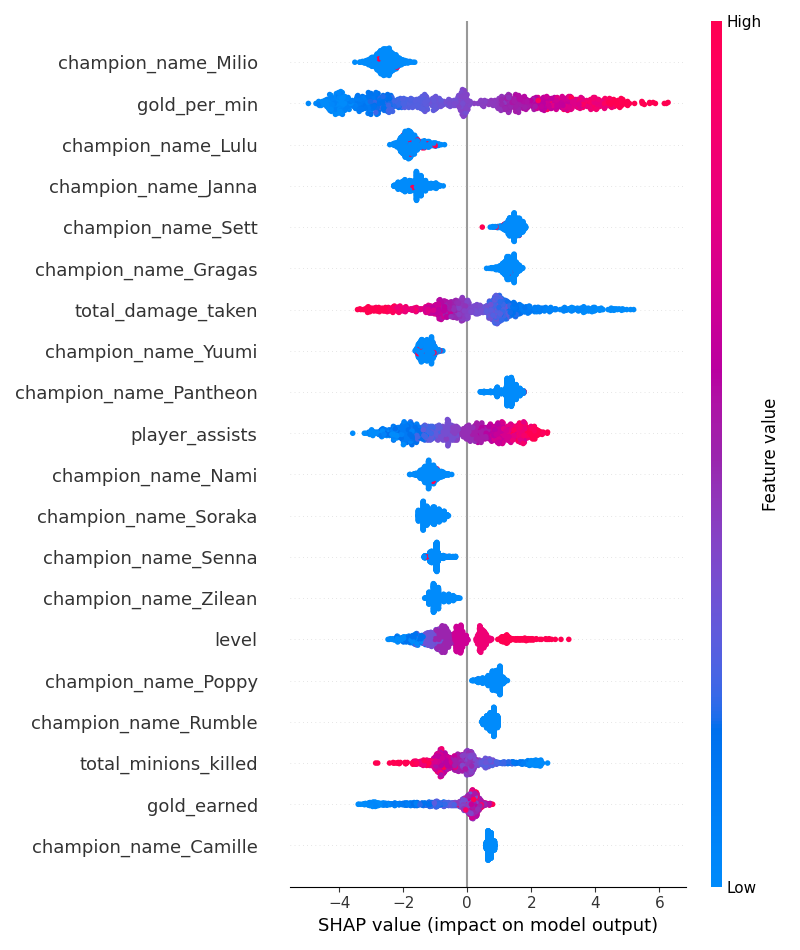 High
champion_name_Milio
gold_per_min
champion_name_Lulu
champion_name_Janna
champion_name_Sett
champion_name_Gragas
total_damage_taken
champion_name_Yuumi
champion_name_Pantheon
player_assists
champion_name_Nami
champion_name_Soraka
champion_name_Senna
champion_name_Zilean
level
champion_name_Poppy
champion_name_Rumble
total_minions_killed
gold_earned
champion_name_Camille
Feature value
Low
−4 −2 0 2 4 6
SHAP value (impact on model output)